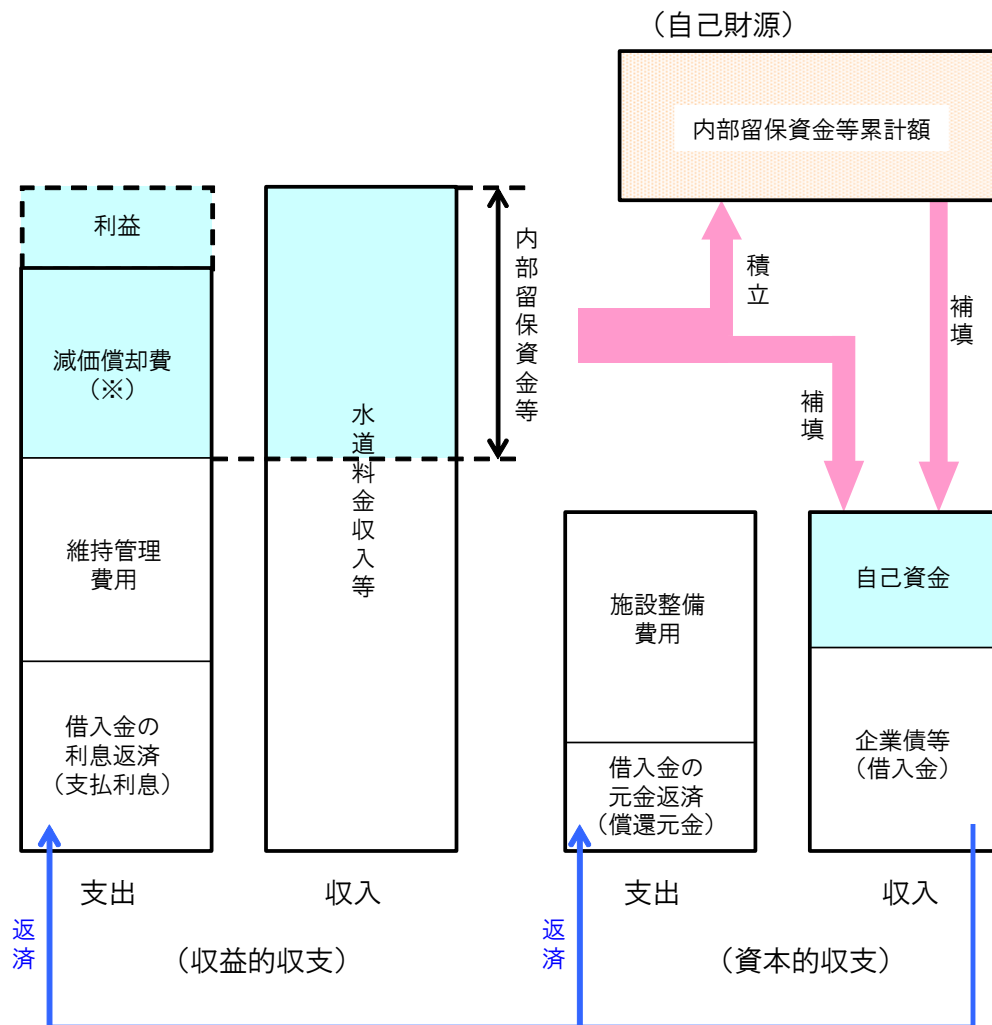 （自己財源）
内部留保資金等累計額
利益
減価償却費
（※）
維持管理
費用
借入金の
利息返済
（支払利息）
水道料金収入等
内部留保資金等
積立
補填
補填
施設整備
費用
借入金の
元金返済
（償還元金）
自己資金
企業債等
（借入金）
支出
収入
支出
収入
返済
（収益的収支）
返済
（資本的収支）